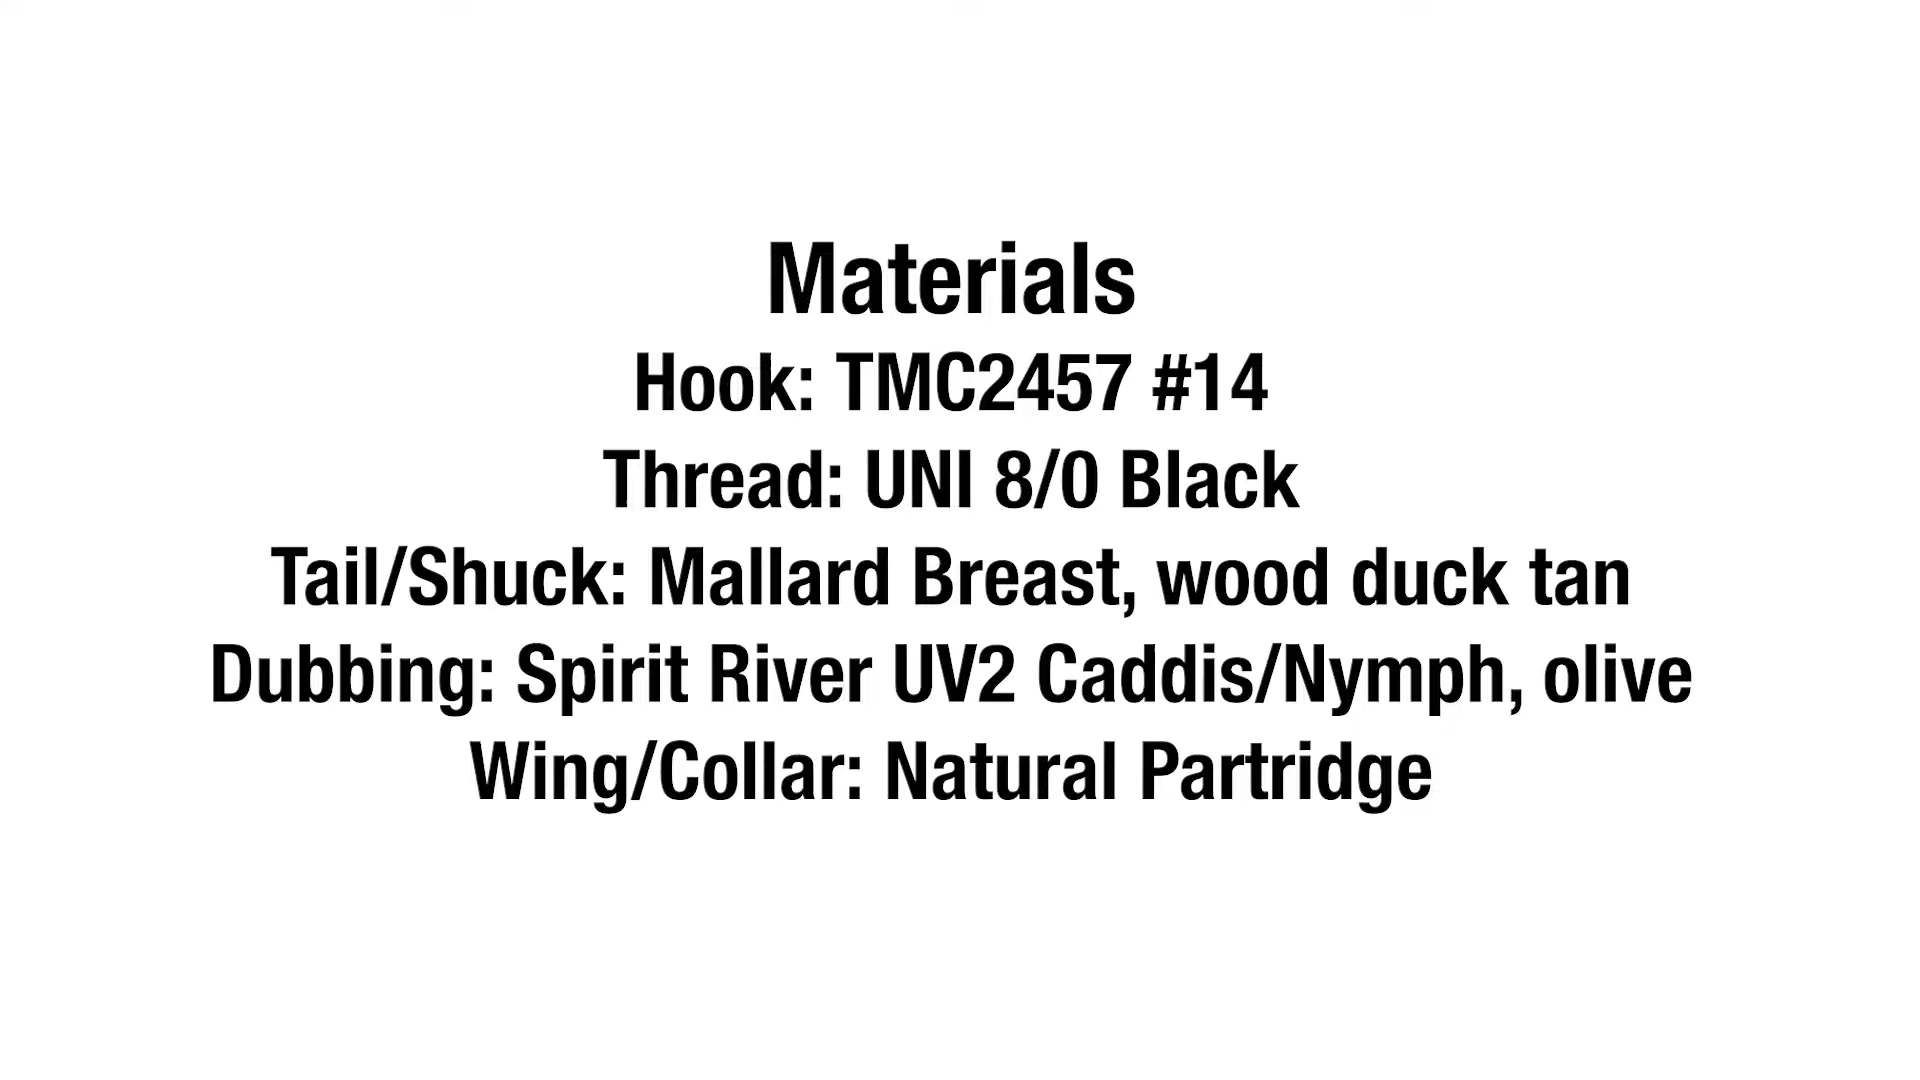 Materials
Hook: TMC2457 #14
Thread: UNI 8/0 Black
Tail/Shuck: Mallard Breast, wood duck tan
Dubbing: Spirit River UV2 Caddis/Nymph, olive
Wing/Collar: Natural Partridge